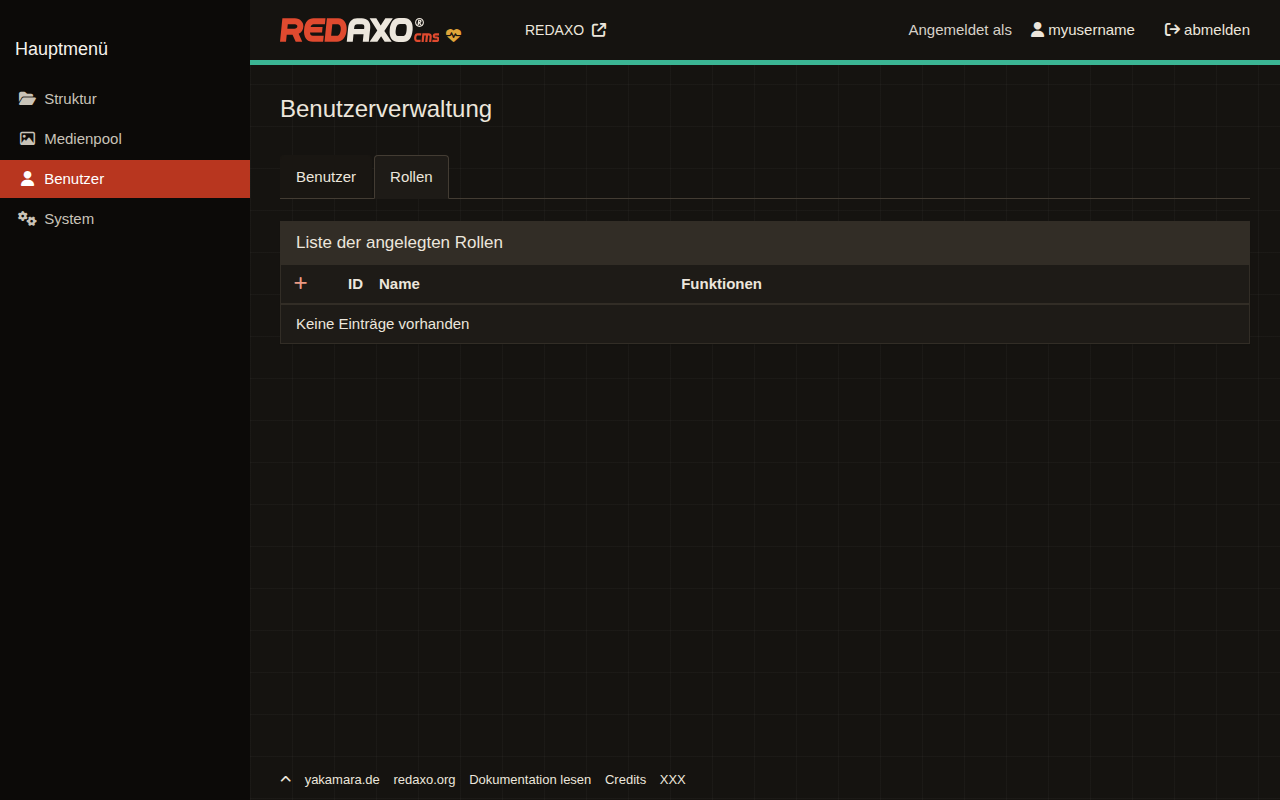 Hauptmenü
Struktur
Medienpool
Benutzer
System
REDAXO® cms
REDAXO
Angemeldet als myusername abmelden
Benutzerverwaltung
Benutzer Rollen
Liste der angelegten Rollen
ID Name Funktionen
Keine Einträge vorhanden
yakamara.de redaxo.org Dokumentation lesen Credits XXX